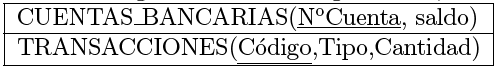 CUENTAS_BANCARIAS(NºCuenta, saldo)
TRANSACCIONES(Código,Tipo,Cantidad)